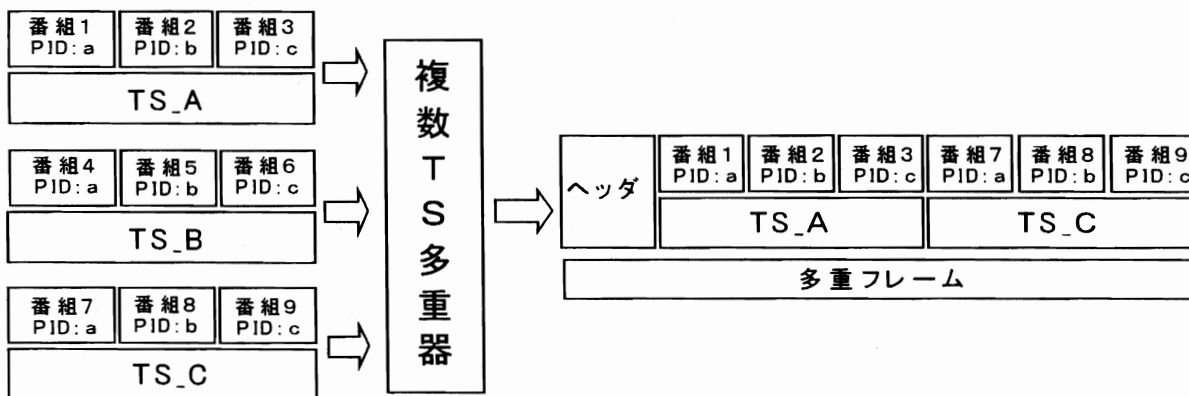 番組1 番組2 番組3
PID:a PID:b PID:c
TS_A
番組4 番組5 番組6
PID:a PID:b PID:c
TS_B
番組7 番組8 番組9
PID:a PID:b PID:c
TS_C
複数TS多重器
ヘッダ
番組1 番組2 番組3 番組7 番組8 番組9
PID:a PID:b PID:c PID:a PID:b PID:c
TS_A TS_C
多重フレーム